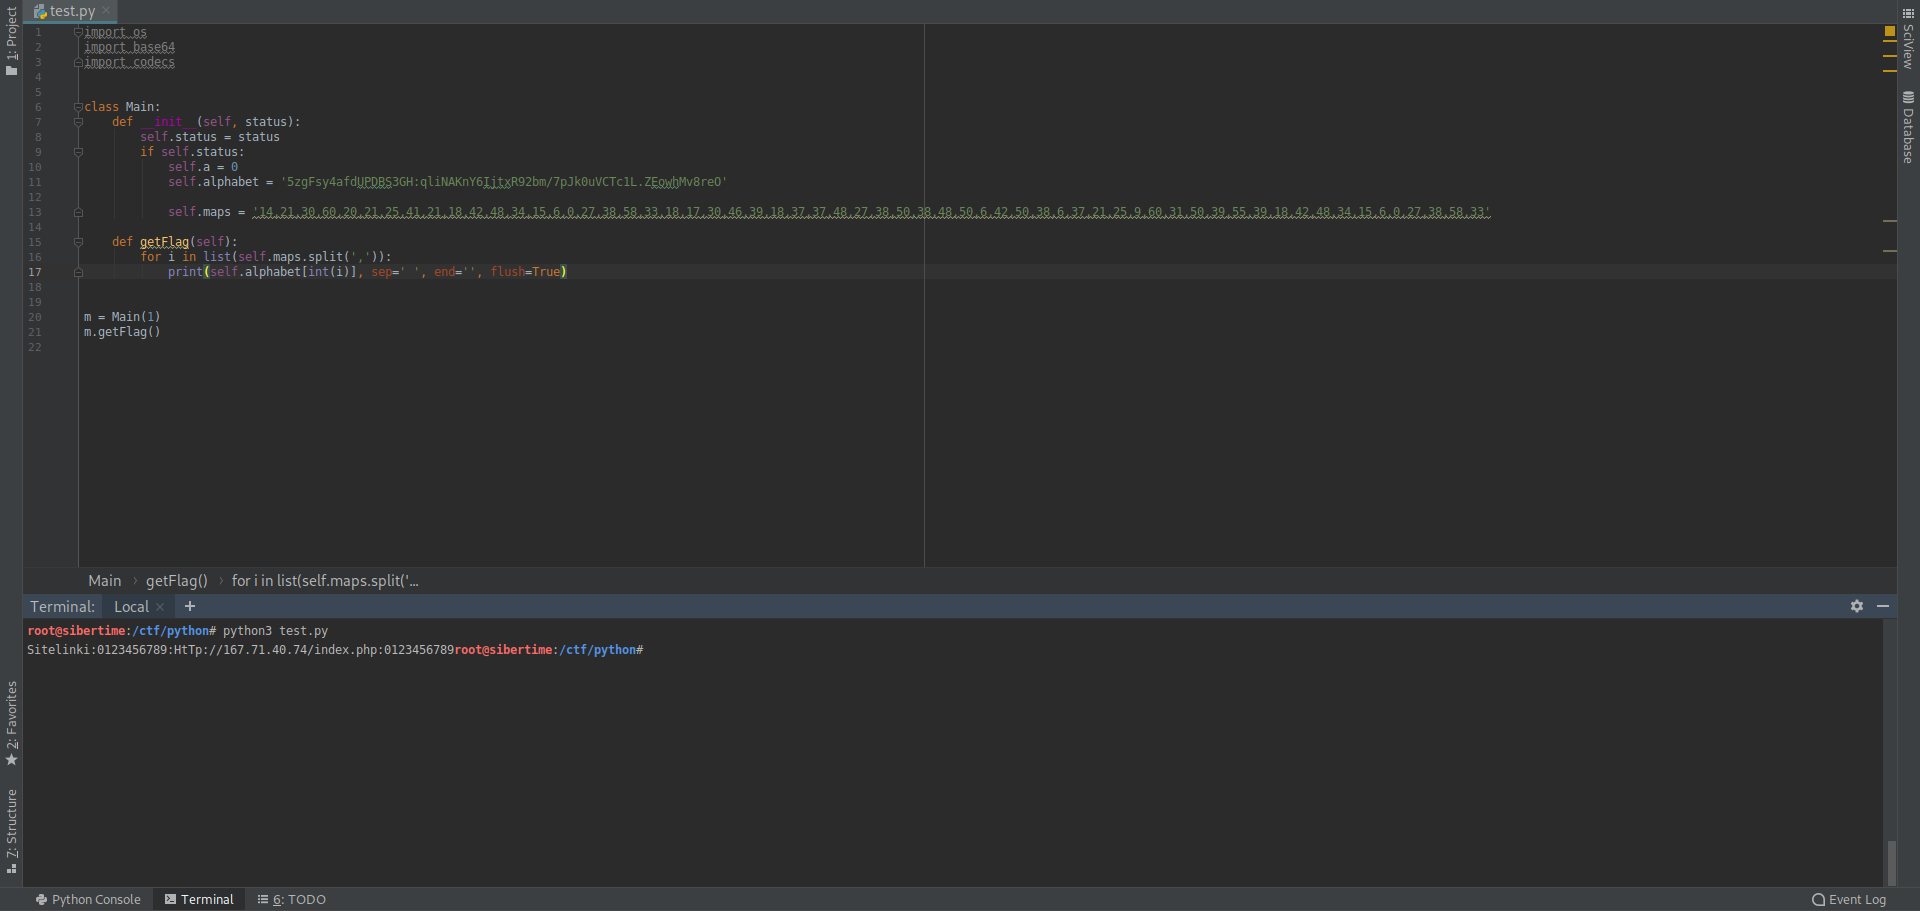 test.py
1: Project
SciView
Database
1 import os
2 import base64
3 import codecs
4
5
6 class Main:
7 def __init__(self, status):
8 self.status = status
9 if self.status:
10 self.a = 0
11 self.alphabet = '5zgFsy4afdUPDBS3GH:qliNAKnY6IjtxR92bm/7pJk0uVCTc1L.ZEowhMv8reO'
12
13 self.maps = '14,21,30,60,20,21,25,41,21,18,42,48,34,15,6,0,27,38,58,33,18,17,30,46,39,18,37,37,48,27,38,50,38,48,50,6,42,50,38,6,37,21,25,9,60,31,50,39,55,39,18,42,48,34,15,6,0,27,38,58,33'
14
15 def getFlag(self):
16 for i in list(self.maps.split(',')):
17 print(self.alphabet[int(i)], sep=' ', end='', flush=True)
18
19
20 m = Main(1)
21 m.getFlag()
22
Main › getFlag() › for i in list(self.maps.split('...
Terminal: Local +
root@sibertime:/ctf/python# python3 test.py
Sitelinki:0123456789:HtTp://167.71.40.74/index.php:0123456789root@sibertime:/ctf/python#
2: Favorites
7: Structure
Python Console Terminal 6: TODO Event Log